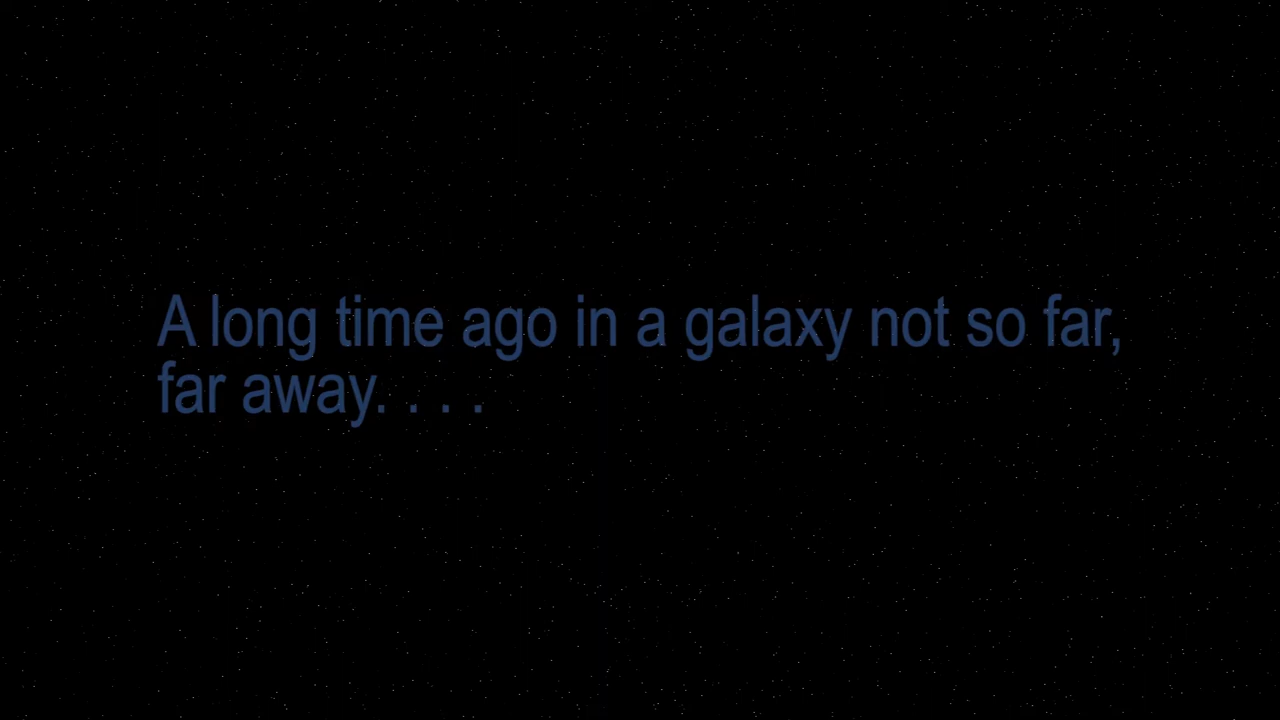 A long time ago in a galaxy not so far,
far away. . . .